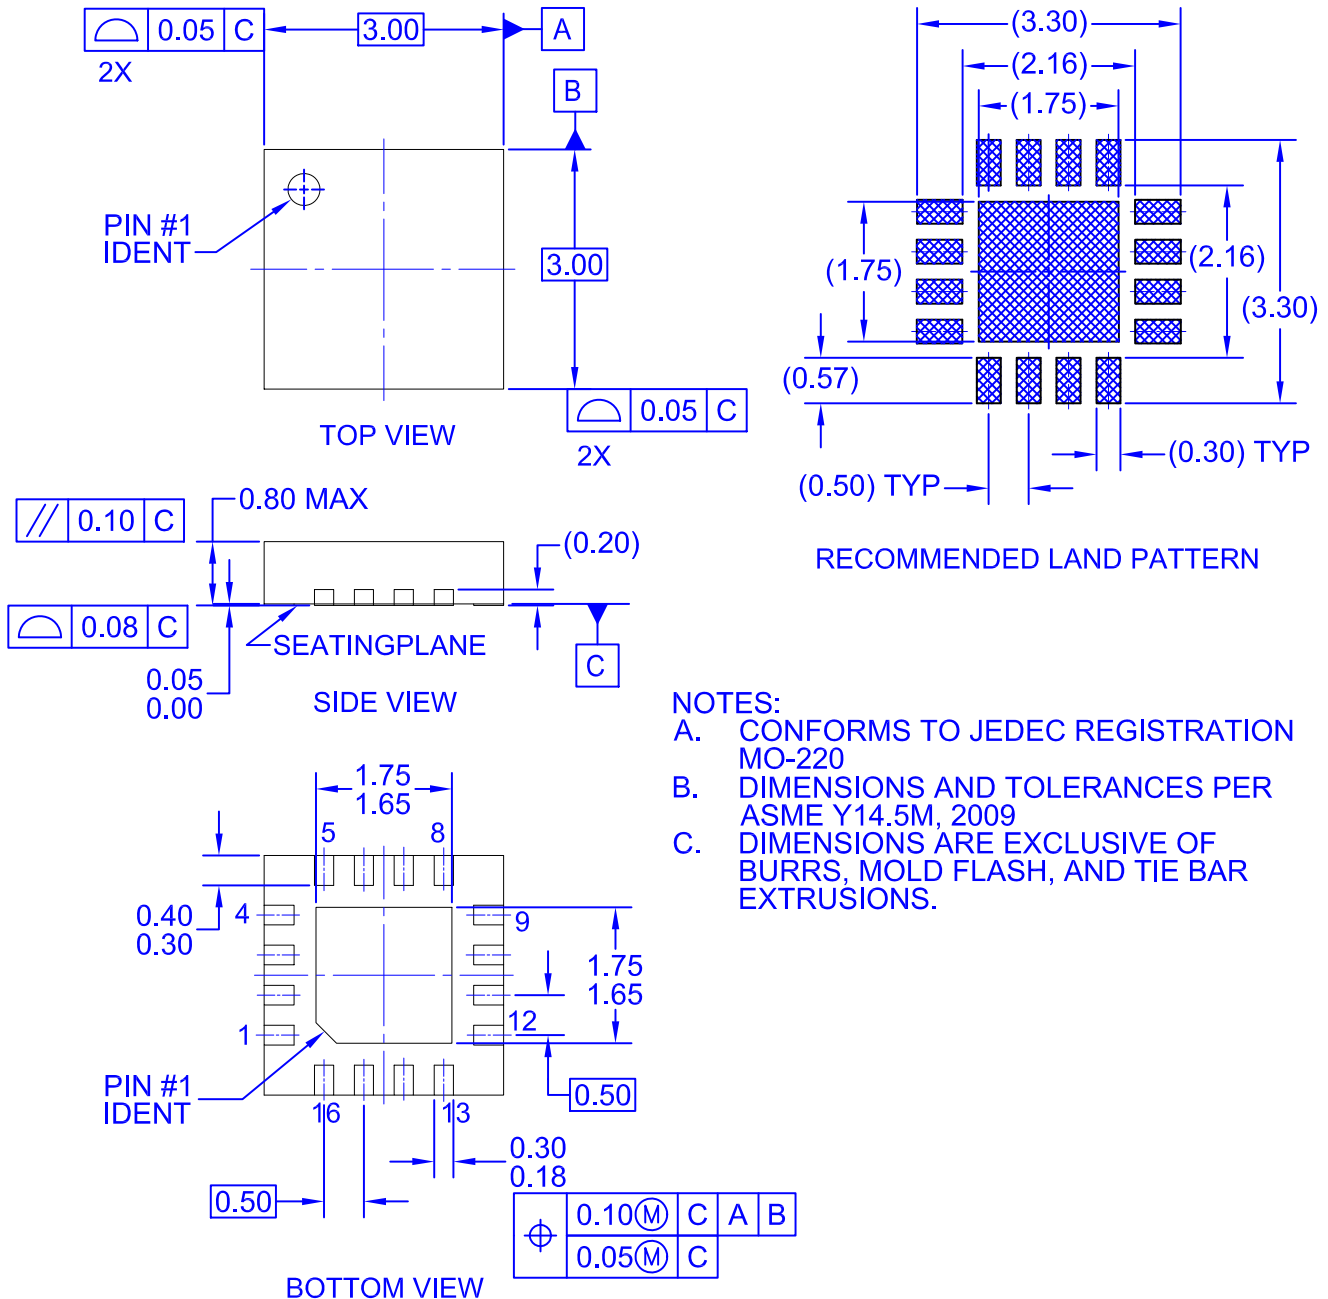 0.05 C
2X
3.00
A
B
PIN #1
IDENT
3.00
0.05 C
2X
TOP VIEW
(3.30)
(2.16)
(1.75)
(1.75)
(2.16)
(3.30)
(0.57)
(0.50) TYP
(0.30) TYP
RECOMMENDED LAND PATTERN
0.80 MAX
// 0.10 C
(0.20)
0.08 C
SEATINGPLANE
C
0.05
0.00
SIDE VIEW
NOTES:
A. CONFORMS TO JEDEC REGISTRATION
MO-220
B. DIMENSIONS AND TOLERANCES PER
ASME Y14.5M, 2009
C. DIMENSIONS ARE EXCLUSIVE OF
BURRS, MOLD FLASH, AND TIE BAR
EXTRUSIONS.
1.75
1.65
5 8
0.40
0.30
4 9
1.75
1.65
1 12
PIN #1
IDENT
16 13
0.50
0.30
0.18
0.50
0.10Ⓜ C A B
0.05Ⓜ C
BOTTOM VIEW